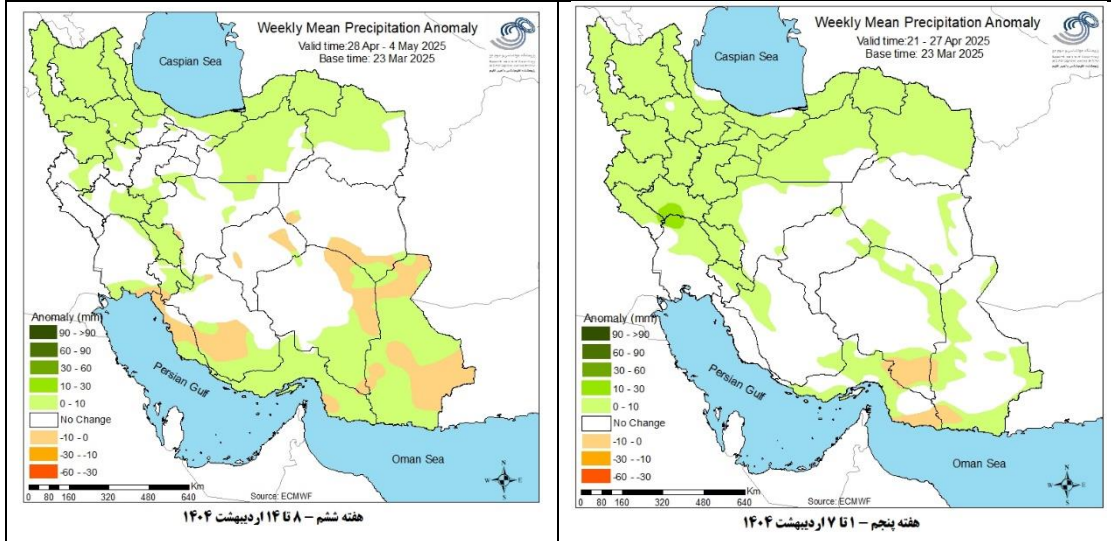 Weekly Mean Precipitation Anomaly
Valid time:28 Apr - 4 May 2025
Base time: 23 Mar 2025
Caspian Sea
Anomaly (mm)
90 - >90
60 - 90
30 - 60
10 - 30
0 - 10
No Change
-10 - 0
-30 - -10
-60 - -30
Persian Gulf
Oman Sea
N
W
E
S
Km
0 80 160 320 480 640
Source: ECMWF
هفته ششم – ۸ تا ۱۴ اردیبهشت ۱۴۰۴
Weekly Mean Precipitation Anomaly
Valid time:21 - 27 Apr 2025
Base time: 23 Mar 2025
Caspian Sea
Anomaly (mm)
90 - >90
60 - 90
30 - 60
10 - 30
0 - 10
No Change
-10 - 0
-30 - -10
-60 - -30
Persian Gulf
Oman Sea
N
W
E
S
Km
0 80 160 320 480 640
Source: ECMWF
هفته پنجم – ۱ تا ۷ اردیبهشت ۱۴۰۴